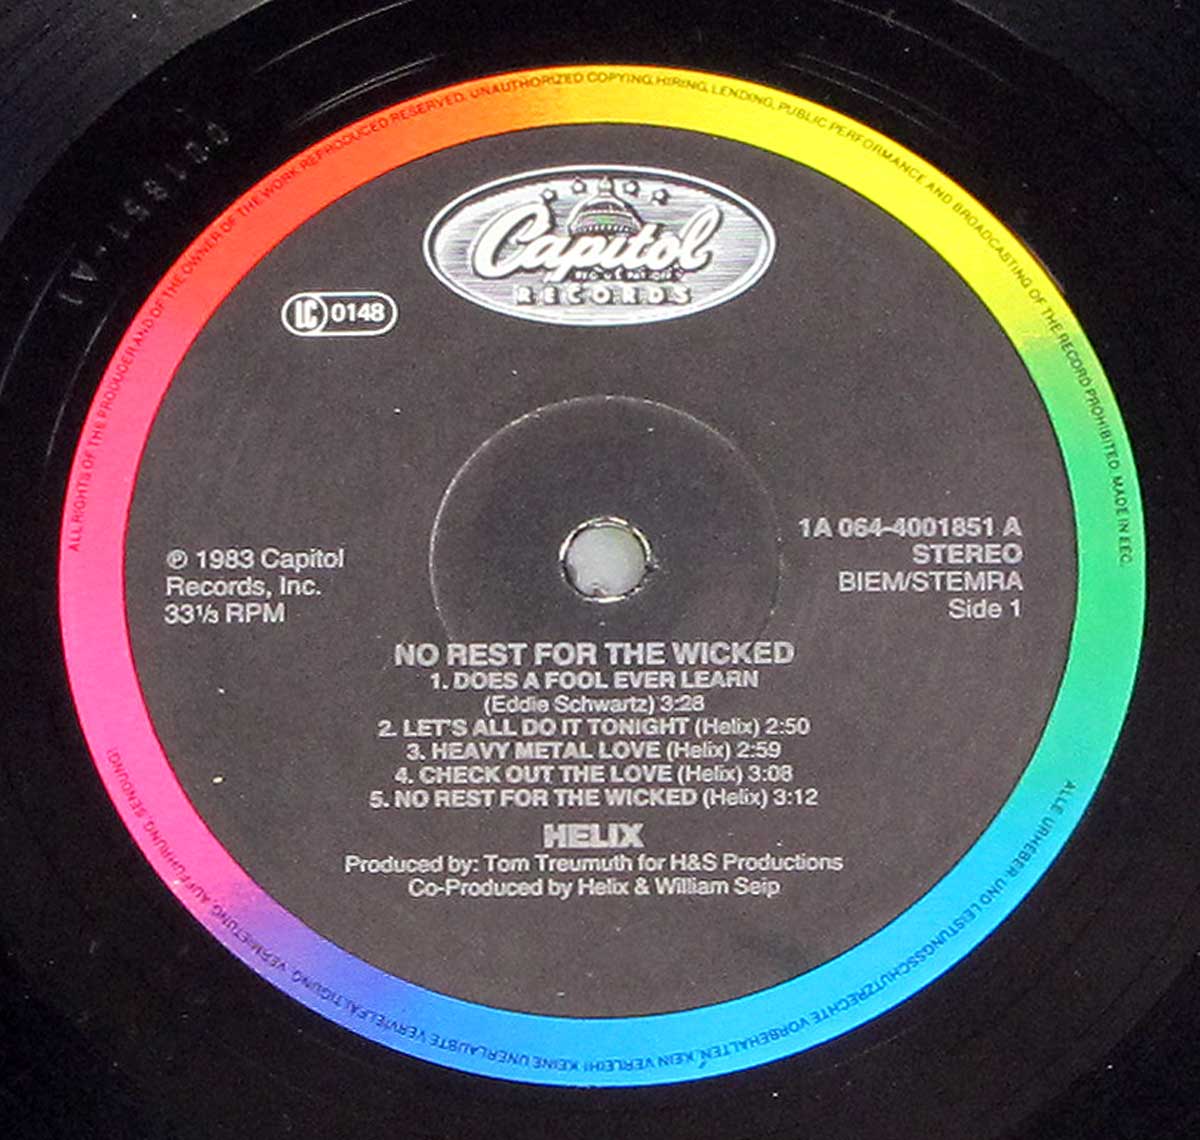 ALL RIGHTS OF THE PRODUCER AND OF THE OWNER OF THE WORK REPRODUCED RESERVED. UNAUTHORIZED COPYING, HIRING, LENDING, PUBLIC PERFORMANCE AND BROADCASTING OF THE RECORD PROHIBITED. MADE IN EEC.
Capitol
RECORDS
LC 0148
℗ 1983 Capitol
Records, Inc.
33⅓ RPM
1A 064-4001851 A
STEREO
BIEM/STEMRA
Side 1
NO REST FOR THE WICKED
1. DOES A FOOL EVER LEARN
(Eddie Schwartz) 3:28
2. LET'S ALL DO IT TONIGHT (Helix) 2:50
3. HEAVY METAL LOVE (Helix) 2:59
4. CHECK OUT THE LOVE (Helix) 3:08
5. NO REST FOR THE WICKED (Helix) 3:12
HELIX
Produced by: Tom Treumuth for H&S Productions
Co-Produced by Helix & William Seip
ALLE URHEBER- UND LEISTUNGSSCHUTZRECHTE VORBEHALTEN. KEIN VERLEIH! KEINE UNERLAUBTE VERVIELFÄLTIGUNG, VERMIETUNG, AUFFÜHRUNG, SENDUNG!